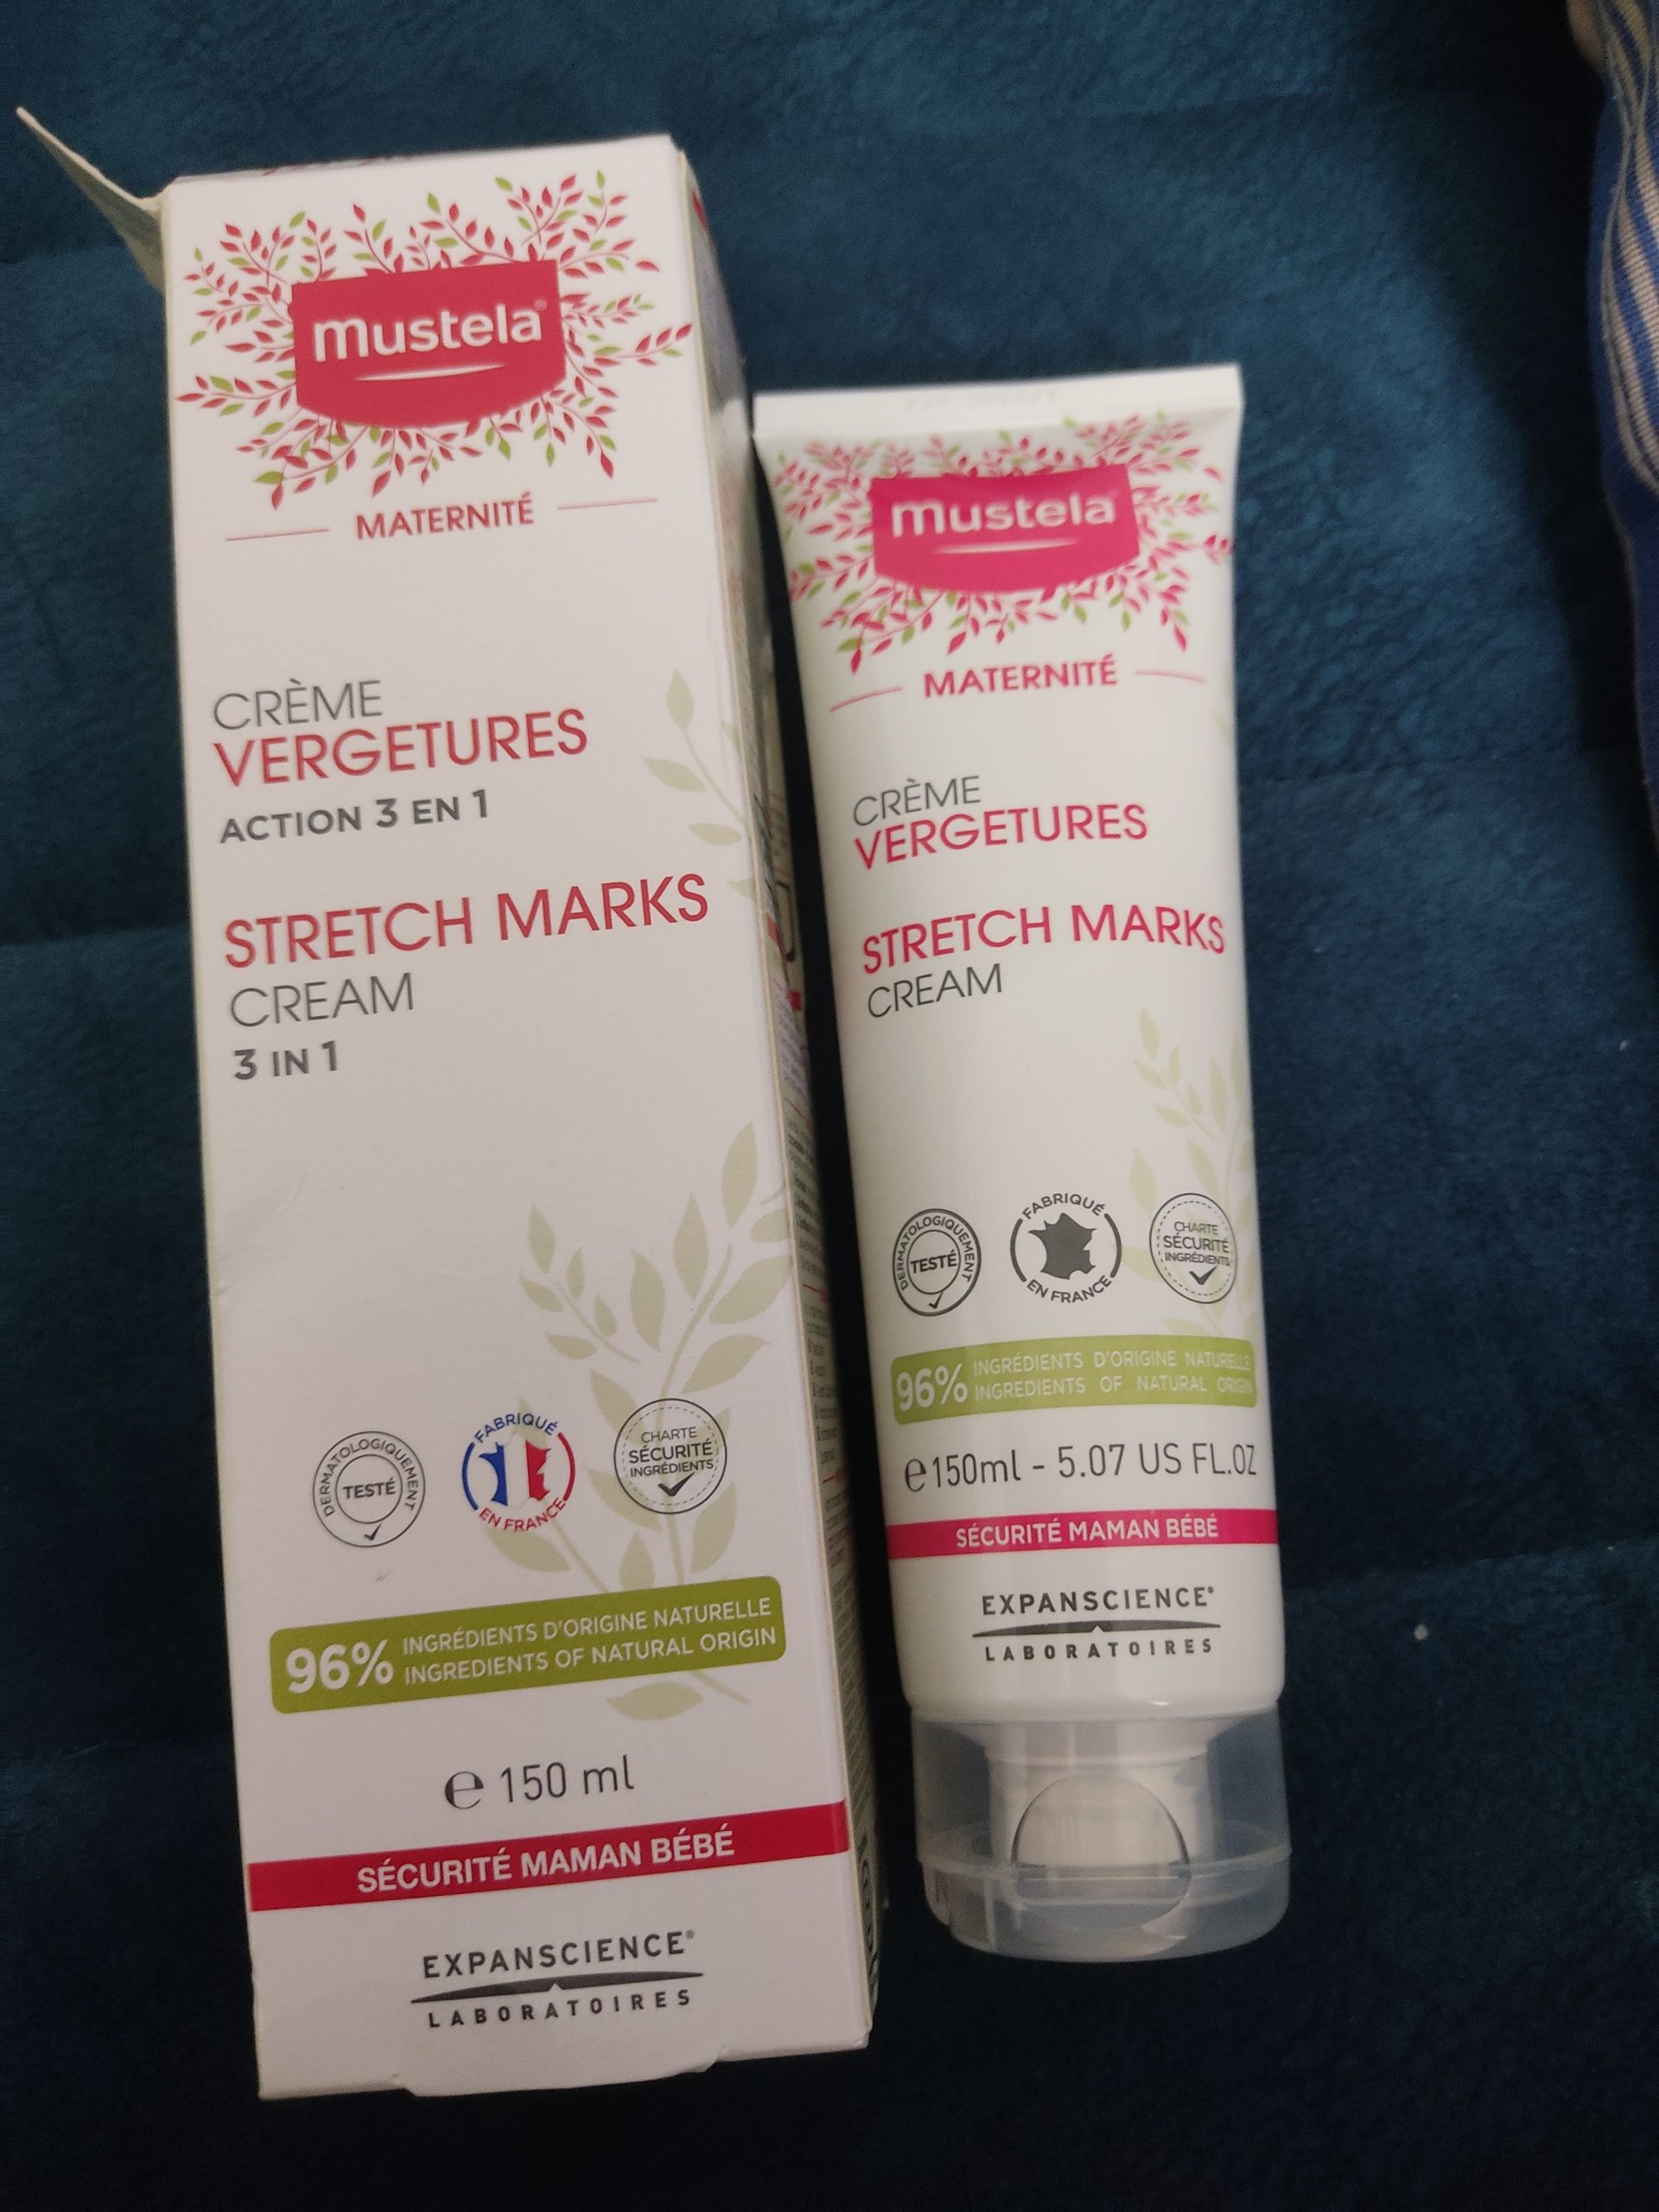 mustela®
MATERNITÉ
CRÈME
VERGETURES
ACTION 3 EN 1
STRETCH MARKS
CREAM
3 IN 1
DERMATOLOGIQUEMENT
TESTÉ
FABRIQUÉ
EN FRANCE
CHARTE
SÉCURITÉ
INGRÉDIENTS
96% INGRÉDIENTS D'ORIGINE NATURELLE
INGREDIENTS OF NATURAL ORIGIN
e 150 ml
SÉCURITÉ MAMAN BÉBÉ
EXPANSCIENCE®
LABORATOIRES
mustela®
MATERNITÉ
CRÈME
VERGETURES
STRETCH MARKS
CREAM
DERMATOLOGIQUEMENT
TESTÉ
FABRIQUÉ
EN FRANCE
CHARTE
SÉCURITÉ
INGRÉDIENTS
96% INGRÉDIENTS D'ORIGINE NATURELLE
INGREDIENTS OF NATURAL ORIGIN
e150ml - 5.07 US FL.OZ
SÉCURITÉ MAMAN BÉBÉ
EXPANSCIENCE®
LABORATOIRES